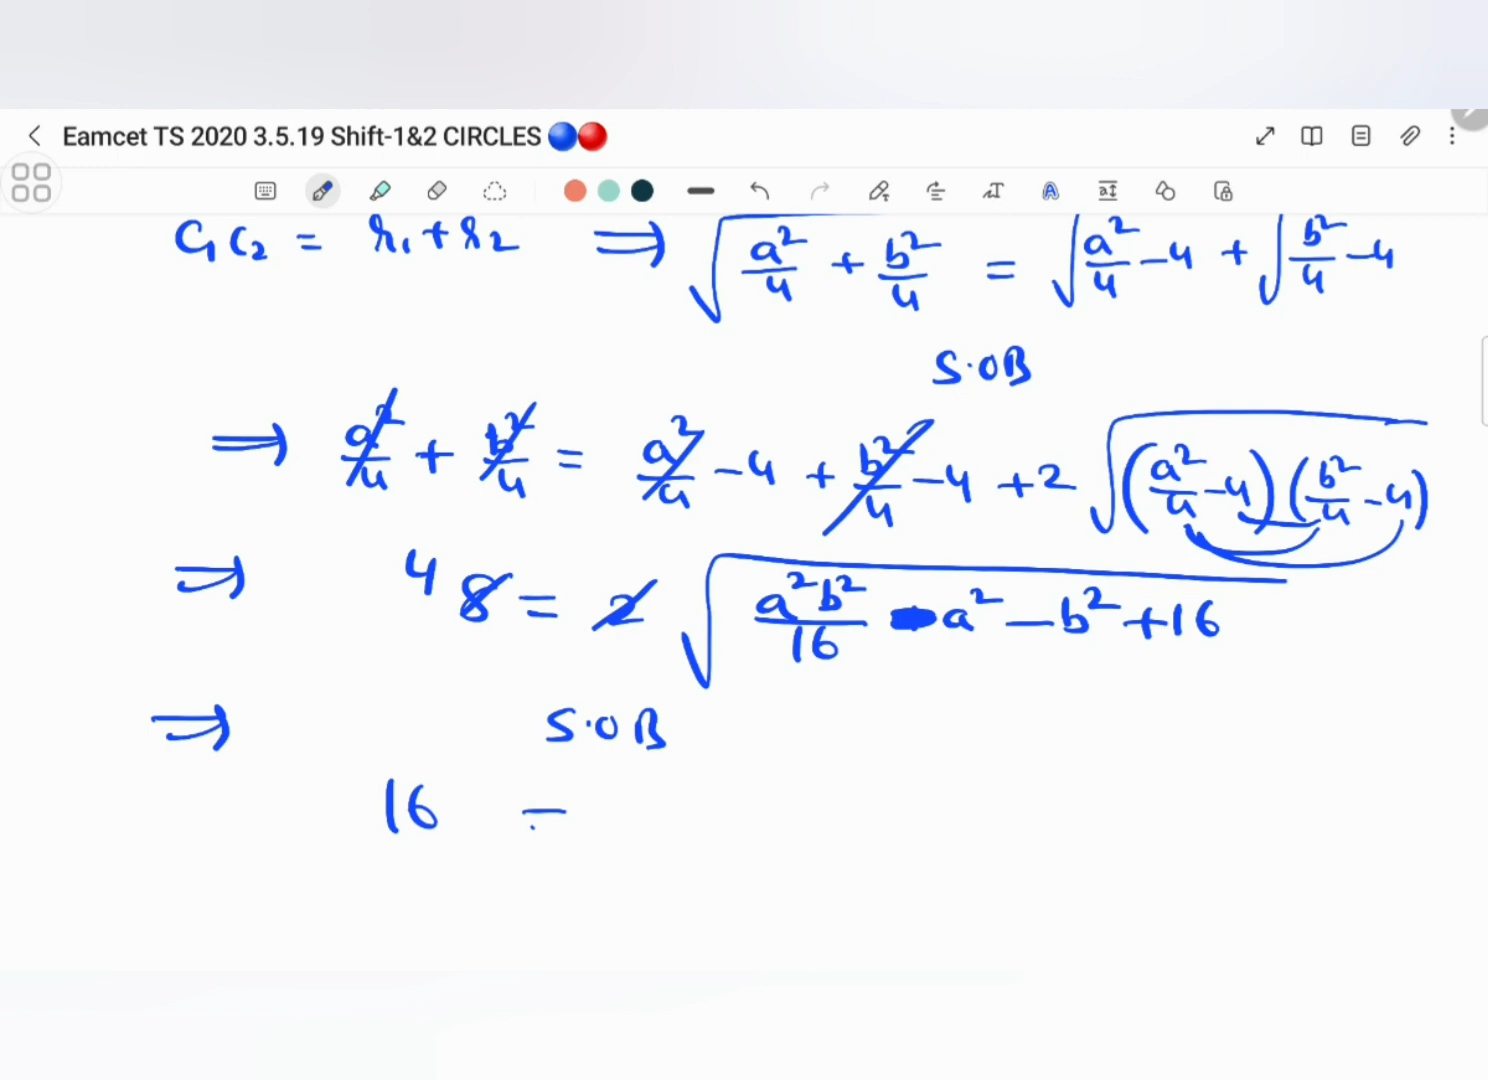 Eamcet TS 2020 3.5.19 Shift-1&2 CIRCLES 🔵🔴
C₁C₂ = r₁+r₂ ⟹ √(a²/4 + b²/4) = √(a²/4 -4) + √(b²/4 -4)
S.OB
⟹ a²/4 + b²/4 = a²/4 -4 + b²/4 -4 +2 √((a²/4 -4)(b²/4 -4))
⟹ 4 8 = 2 √(a²b²/16 - a² - b² +16)
⟹ S.OB
16 =